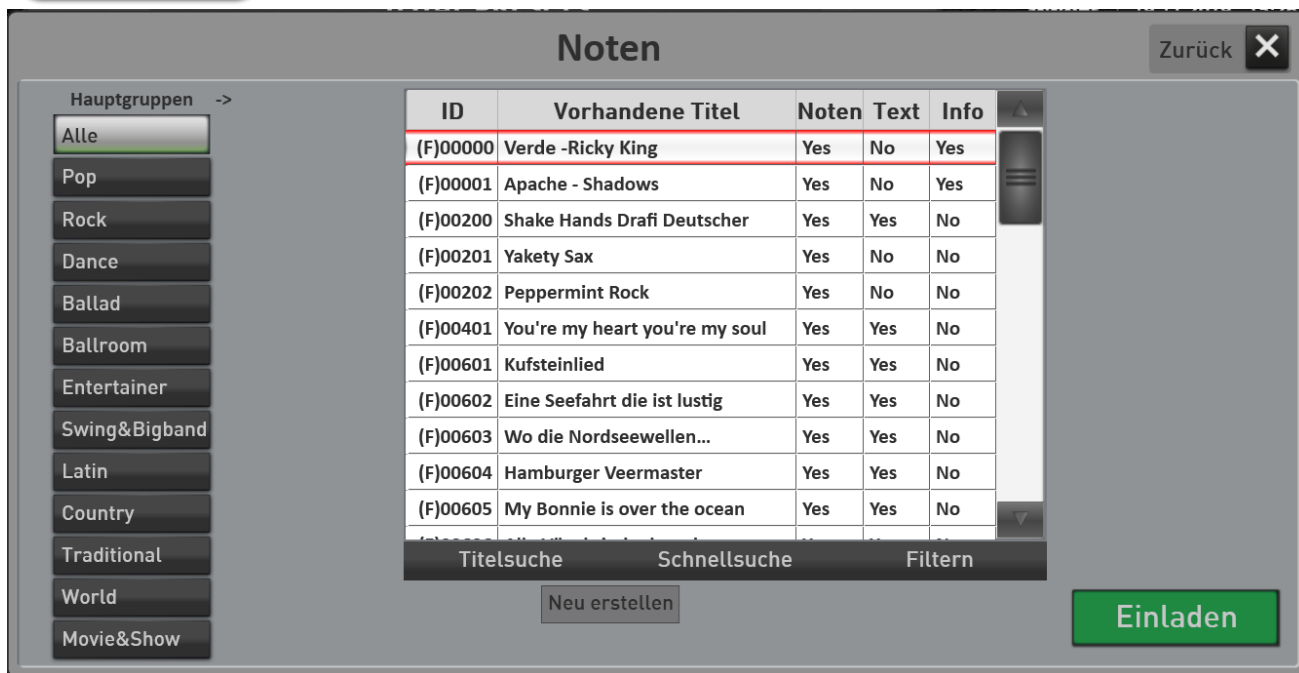 Noten
Zurück
Hauptgruppen ->
Alle
Pop
Rock
Dance
Ballad
Ballroom
Entertainer
Swing&Bigband
Latin
Country
Traditional
World
Movie&Show
ID Vorhandene Titel Noten Text Info
(F)00000 Verde -Ricky King Yes No Yes
(F)00001 Apache - Shadows Yes No Yes
(F)00200 Shake Hands Drafi Deutscher Yes Yes No
(F)00201 Yakety Sax Yes No No
(F)00202 Peppermint Rock Yes No No
(F)00401 You're my heart you're my soul Yes Yes No
(F)00601 Kufsteinlied Yes Yes No
(F)00602 Eine Seefahrt die ist lustig Yes Yes No
(F)00603 Wo die Nordseewellen... Yes Yes No
(F)00604 Hamburger Veermaster Yes Yes No
(F)00605 My Bonnie is over the ocean Yes Yes No
Titelsuche Schnellsuche Filtern
Neu erstellen
Einladen